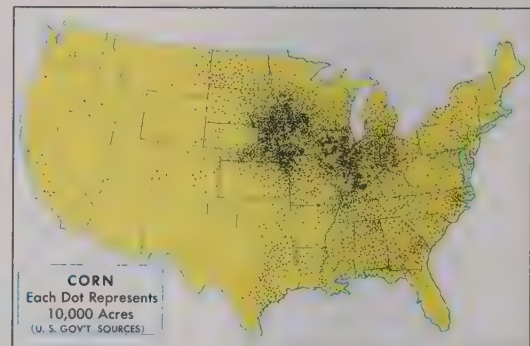 CORN
Each Dot Represents
10,000 Acres
(U. S. GOV'T SOURCES)